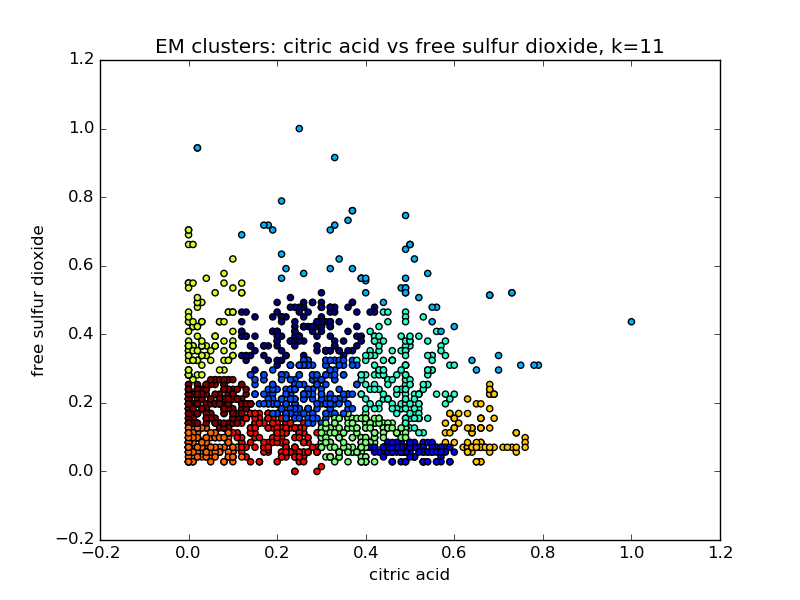 EM clusters: citric acid vs free sulfur dioxide, k=11
1.2
1.0
0.8
0.6
0.4
0.2
0.0
−0.2
free sulfur dioxide
−0.2 0.0 0.2 0.4 0.6 0.8 1.0 1.2
citric acid